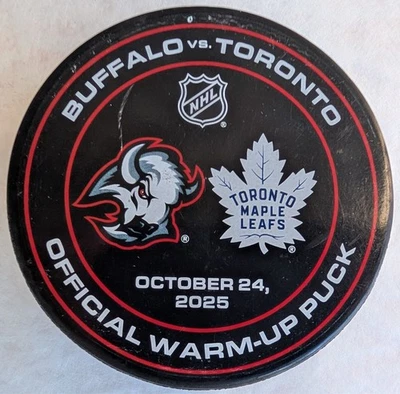 BUFFALO vs. TORONTO
NHL
®
TORONTO
MAPLE
LEAFS
®
®
OCTOBER 24,
2025
OFFICIAL WARM-UP PUCK